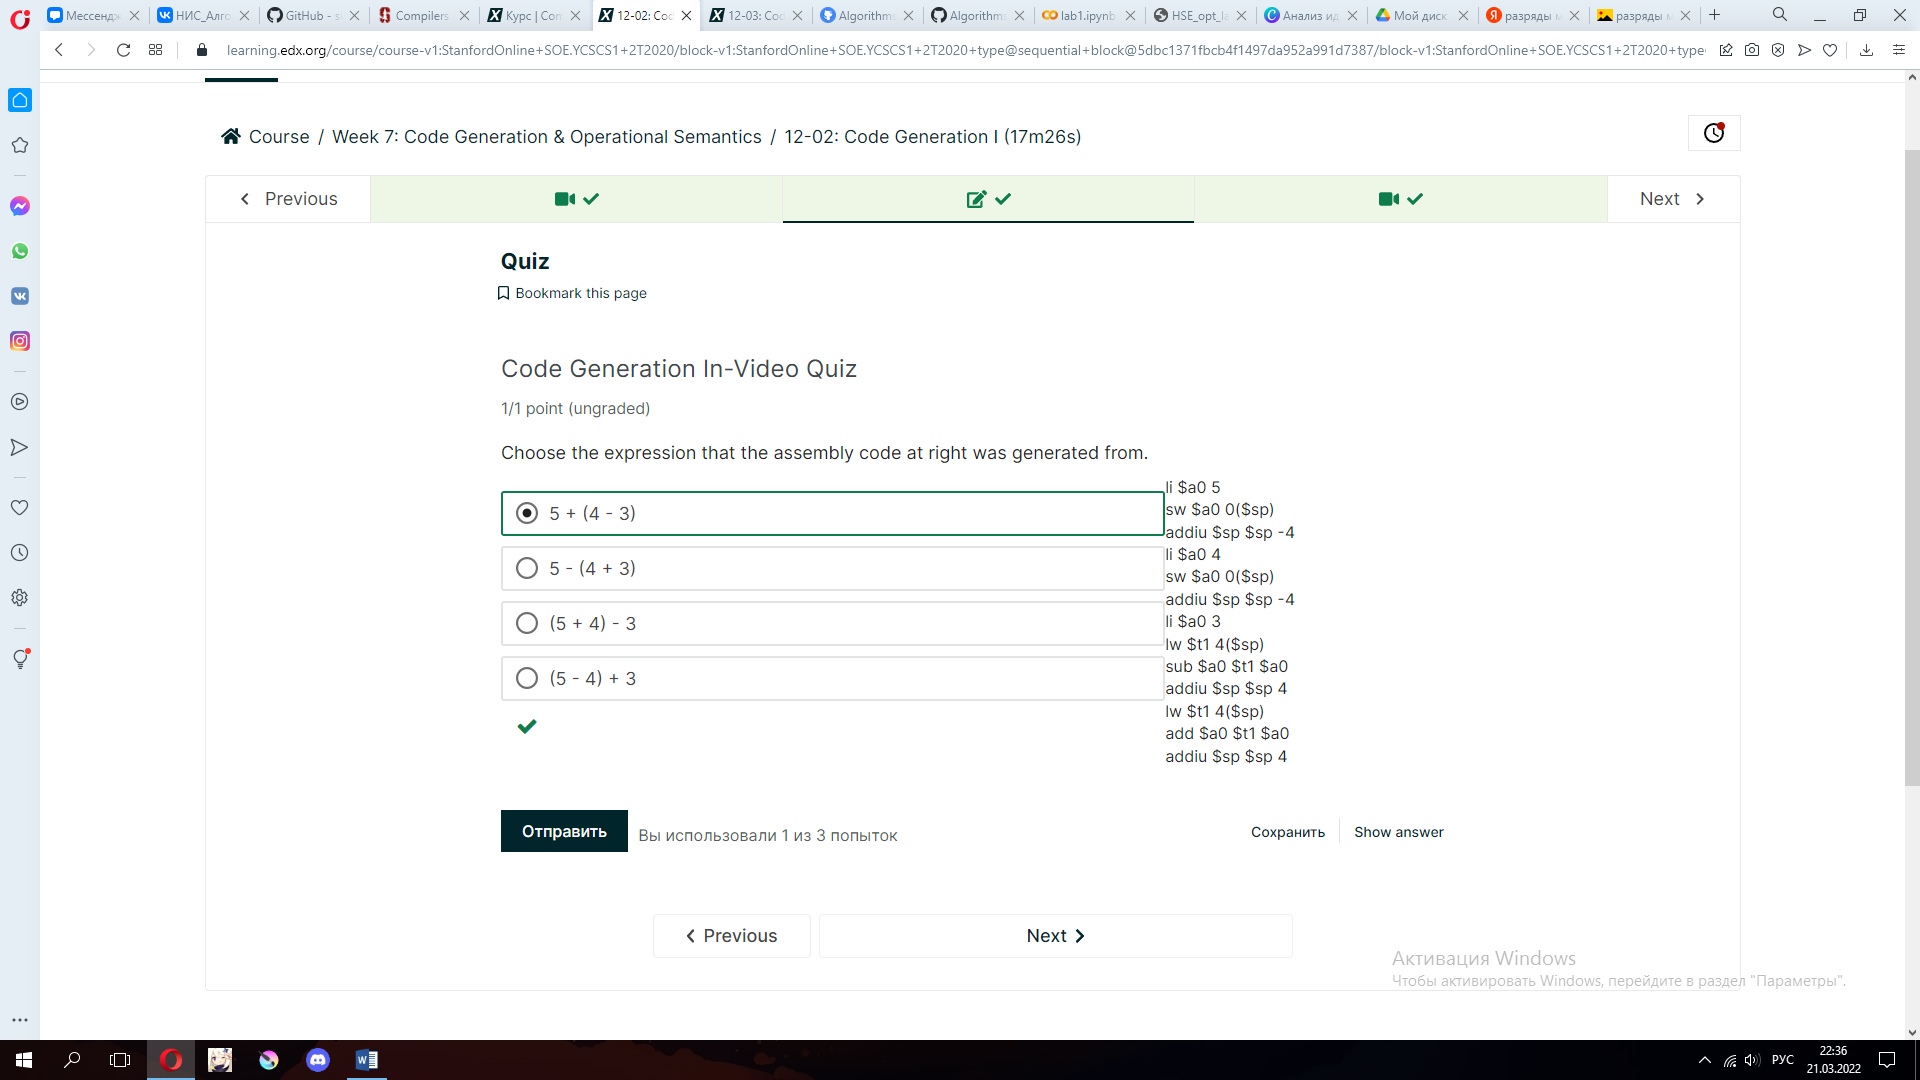 Мессендж
НИС_Алго
GitHub - s
Compilers
Курс | Con
12-02: Coc
12-03: Coc
Algorithms
Algorithms
lab1.ipynb
HSE_opt_la
Анализ ид
Мой диск
разряды м
разряды м
learning.edx.org/course/course-v1:StanfordOnline+SOE.YCSCS1+2T2020/block-v1:StanfordOnline+SOE.YCSCS1+2T2020+type@sequential+block@5dbc1371fbcb4f1497da952a991d7387/block-v1:StanfordOnline+SOE.YCSCS1+2T2020+type
Course / Week 7: Code Generation & Operational Semantics / 12-02: Code Generation I (17m26s)
Previous
Next
Quiz
Bookmark this page
Code Generation In-Video Quiz
1/1 point (ungraded)
Choose the expression that the assembly code at right was generated from.
5 + (4 - 3)
5 - (4 + 3)
(5 + 4) - 3
(5 - 4) + 3
li $a0 5
sw $a0 0($sp)
addiu $sp $sp -4
li $a0 4
sw $a0 0($sp)
addiu $sp $sp -4
li $a0 3
lw $t1 4($sp)
sub $a0 $t1 $a0
addiu $sp $sp 4
lw $t1 4($sp)
add $a0 $t1 $a0
addiu $sp $sp 4
Отправить
Вы использовали 1 из 3 попыток
Сохранить
Show answer
Previous
Next
Активация Windows
Чтобы активировать Windows, перейдите в раздел "Параметры".
РУС
22:36
21.03.2022